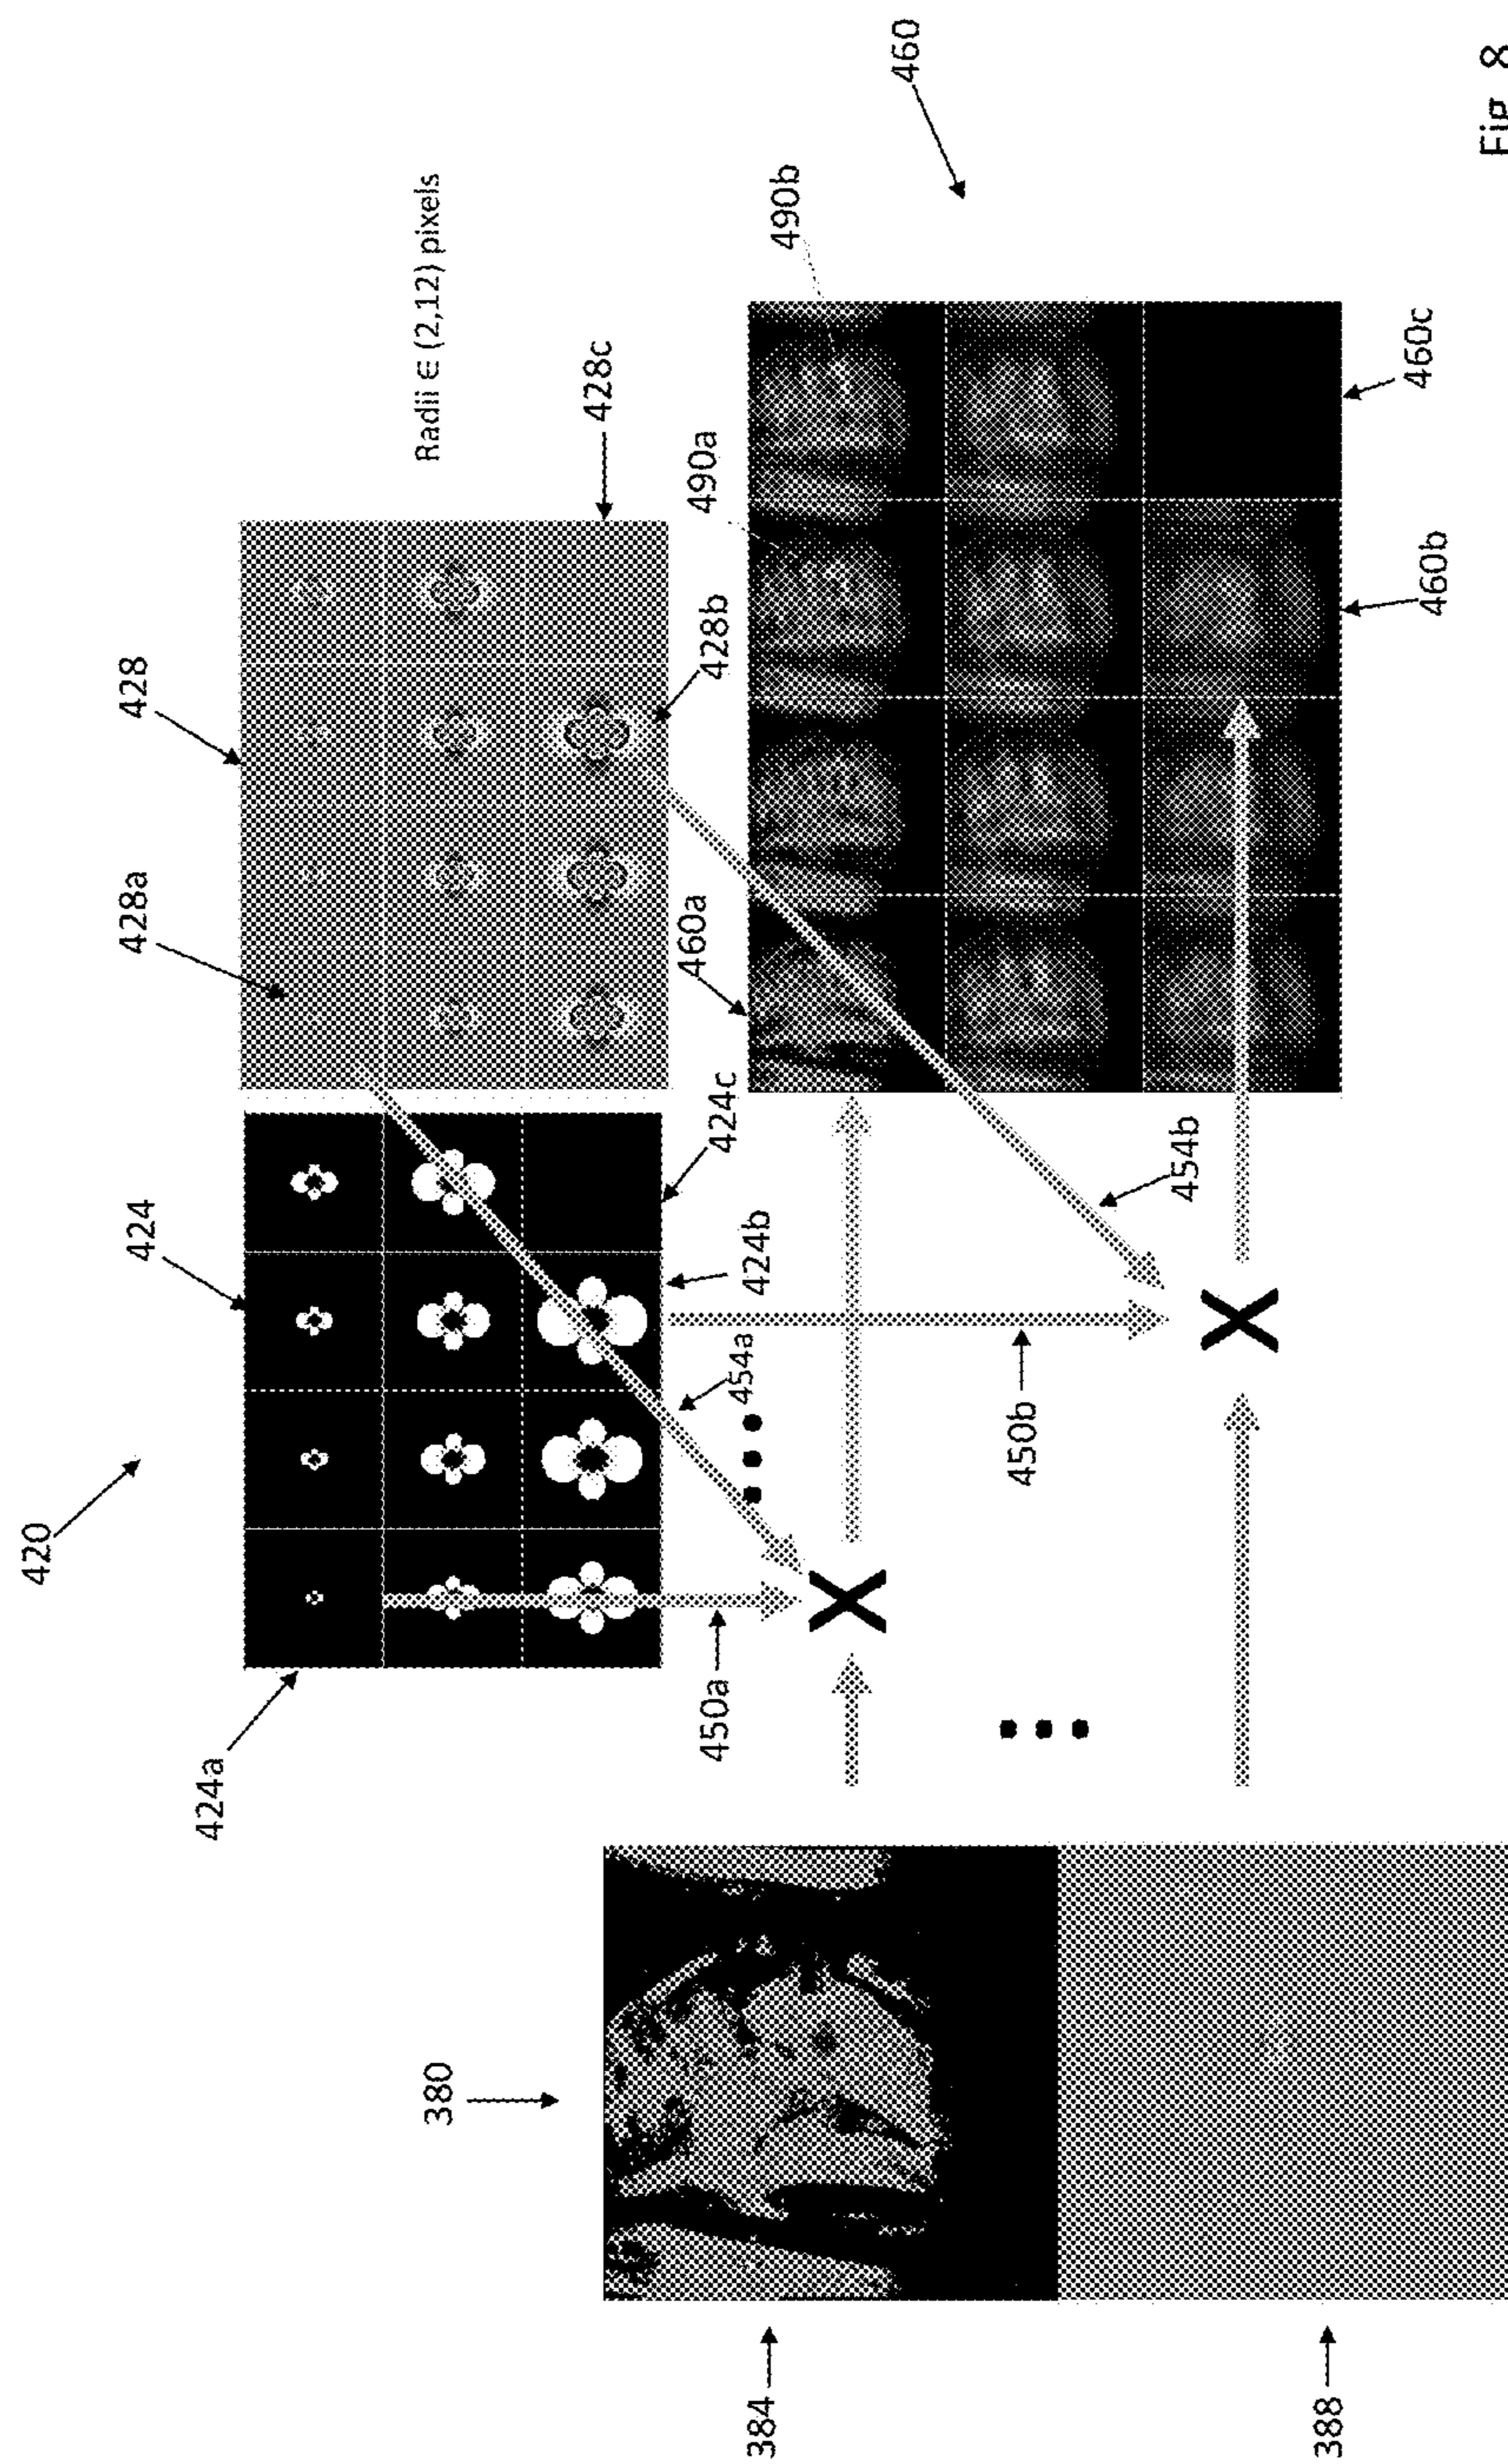 420
424
428
428a
424a
Radii ∈ (2,12) pixels
428c
424c
428b
424b
454a
450a
460a
490a
490b
460
450b
454b
460b
460c
380
384
388
Fig. 8